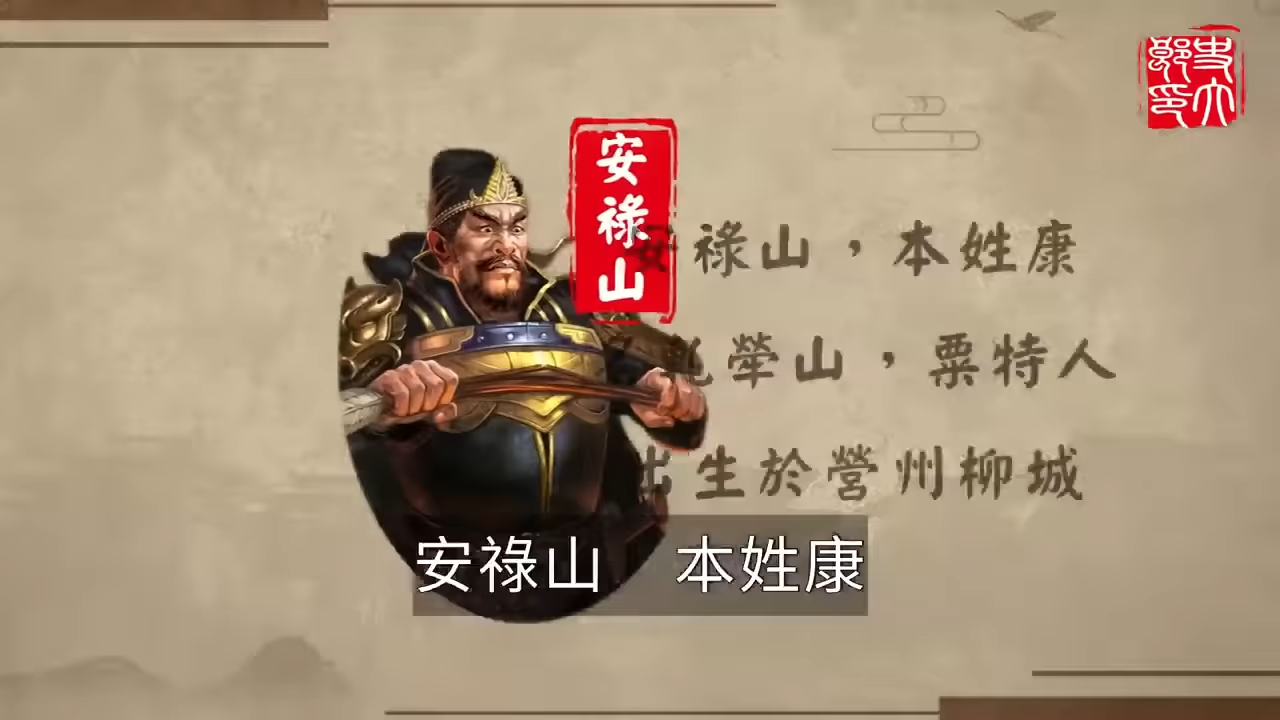 安祿山
祿山，本姓康
犖山，粟特人
出生於營州柳城
安祿山 本姓康